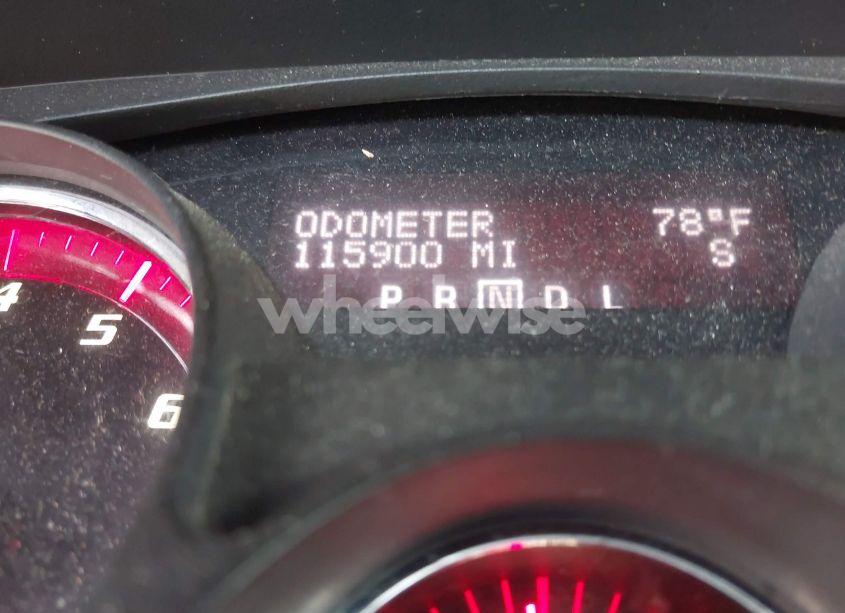 ODOMETER 78°F
115900 MI S
P R N D L
wheelwise
4
5
6